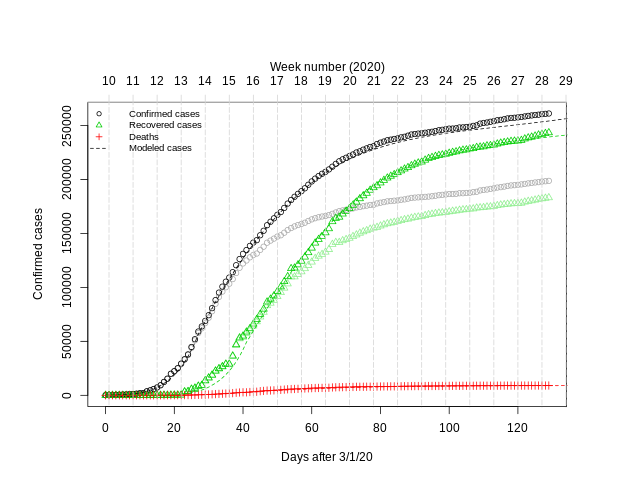 Week number (2020)
10 11 12 13 14 15 16 17 18 19 20 21 22 23 24 25 26 27 28 29
Confirmed cases
Recovered cases
Deaths
Modeled cases
Confirmed cases
250000
200000
150000
100000
50000
0
0 20 40 60 80 100 120
Days after 3/1/20